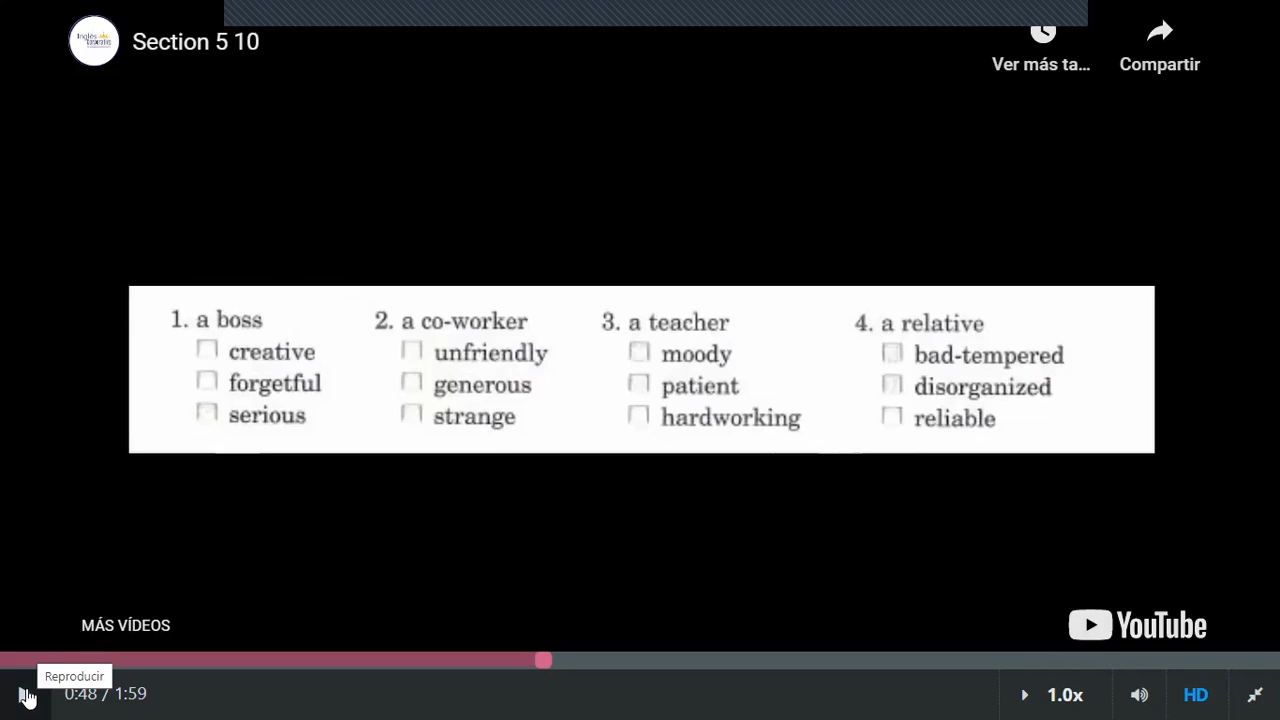 Section 5 10
Ver más ta...
Compartir
1. a boss
creative
forgetful
serious
2. a co-worker
unfriendly
generous
strange
3. a teacher
moody
patient
hardworking
4. a relative
bad-tempered
disorganized
reliable
MÁS VÍDEOS
YouTube
Reproducir
0:48 / 1:59
1.0x
HD